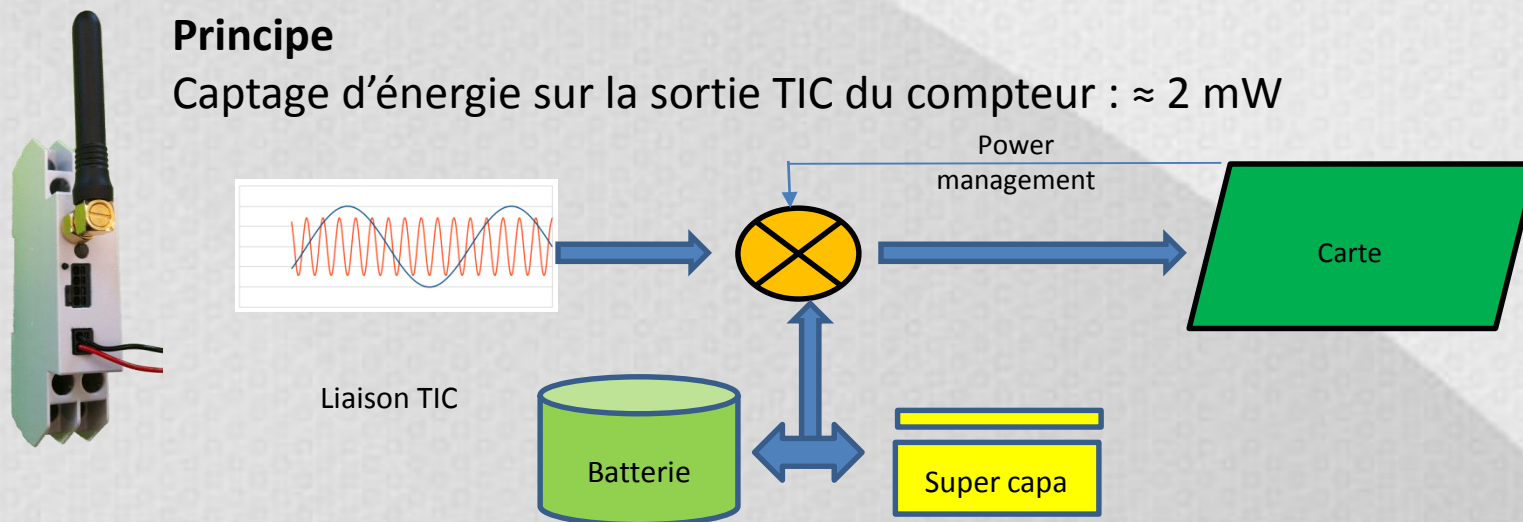 Principe
Captage d’énergie sur la sortie TIC du compteur : ≈ 2 mW
Power
management
Carte
Liaison TIC
Batterie
Super capa